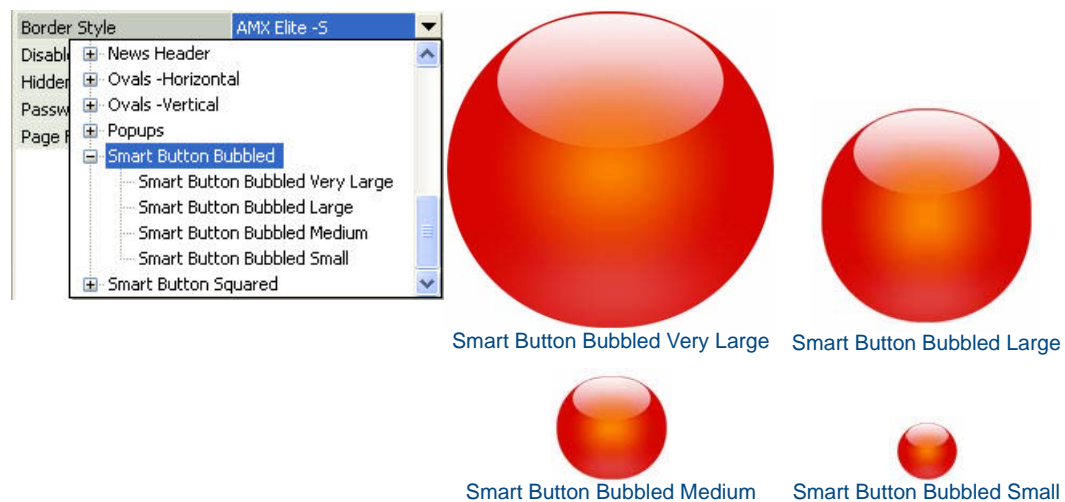 Border Style AMX Elite -S
Disable
Hidden
Passw
Page F
News Header
Ovals -Horizontal
Ovals -Vertical
Popups
Smart Button Bubbled
Smart Button Bubbled Very Large
Smart Button Bubbled Large
Smart Button Bubbled Medium
Smart Button Bubbled Small
Smart Button Squared
Smart Button Bubbled Very Large
Smart Button Bubbled Large
Smart Button Bubbled Medium
Smart Button Bubbled Small